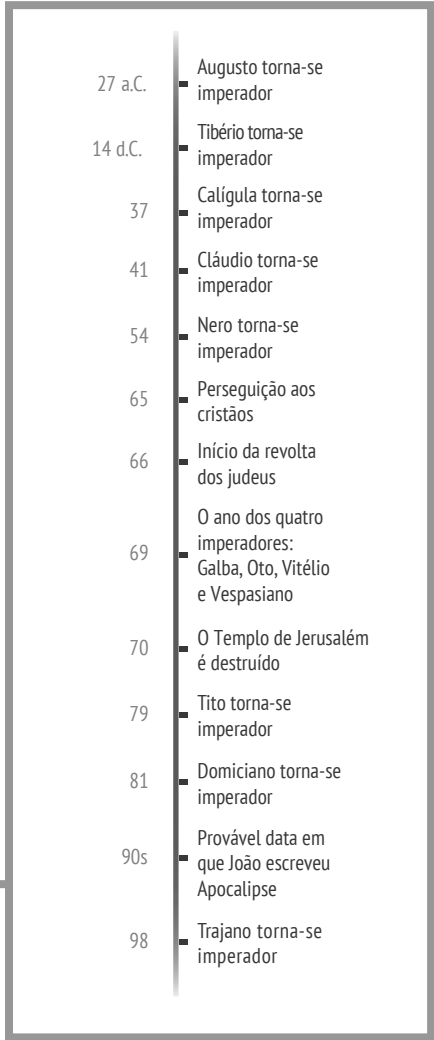 27 a.C.
Augusto torna-se
imperador
14 d.C.
Tibério torna-se
imperador
37
Calígula torna-se
imperador
41
Cláudio torna-se
imperador
54
Nero torna-se
imperador
65
Perseguição aos
cristãos
66
Início da revolta
dos judeus
69
O ano dos quatro
imperadores:
Galba, Oto, Vitélio
e Vespasiano
70
O Templo de Jerusalém
é destruído
79
Tito torna-se
imperador
81
Domiciano torna-se
imperador
90s
Provável data em
que João escreveu
Apocalipse
98
Trajano torna-se
imperador